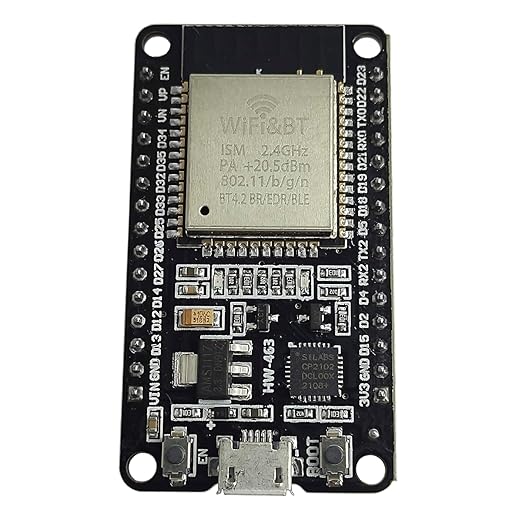 WiFi&BT
ISM 2.4GHz
PA +20.5dBm
802.11/b/g/n
BT4.2 BR/EDR/BLE
EN
VP
VN
D34
D35
D32
D33
D25
D26
D27
D14
D12
D13
GND
VIN
D23
D22
TX0
RX0
D21
D19
D18
D5
TX2
RX2
D4
D2
D15
GND
3V3
HW-463
SILABS
CP2102
DCL00X
2108+
+
EN
BOOT